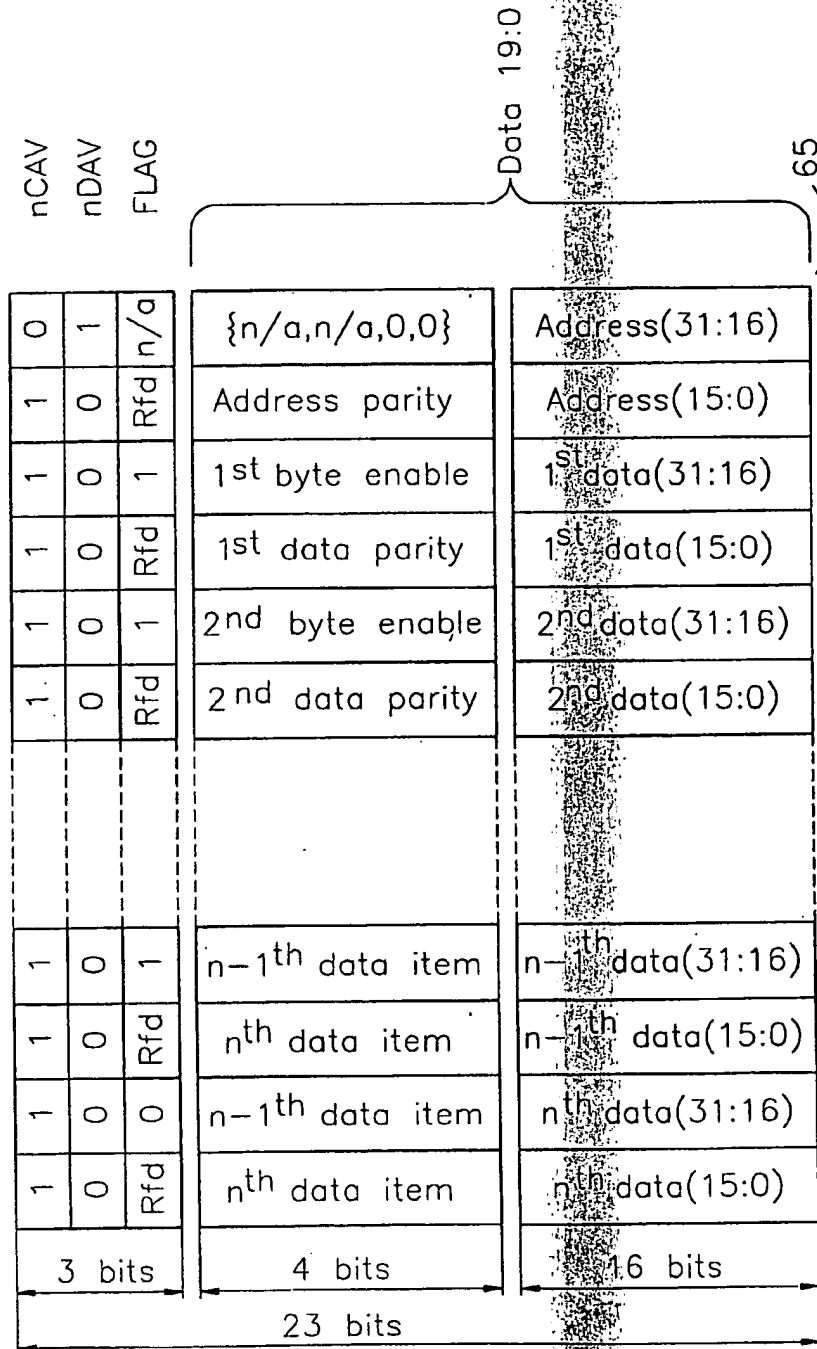 nCAV
nDAV
FLAG
Data 19:0
65
0 1 n/a {n/a,n/a,0,0} Address(31:16)
1 0 Rfd Address parity Address(15:0)
1 0 1 1st byte enable 1st data(31:16)
1 0 Rfd 1st data parity 1st data(15:0)
1 0 1 2nd byte enable 2nd data(31:16)
1 0 Rfd 2nd data parity 2nd data(15:0)
1 0 1 n-1th data item n-1th data(31:16)
1 0 Rfd nth data item n-1th data(15:0)
1 0 0 n-1th data item nth data(31:16)
1 0 Rfd nth data item nth data(15:0)
3 bits 4 bits 16 bits
23 bits